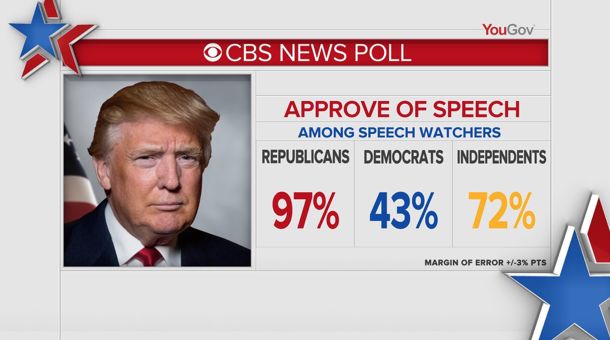 YouGov
CBS NEWS POLL
APPROVE OF SPEECH
AMONG SPEECH WATCHERS
REPUBLICANS DEMOCRATS INDEPENDENTS
97% 43% 72%
MARGIN OF ERROR +/-3% PTS